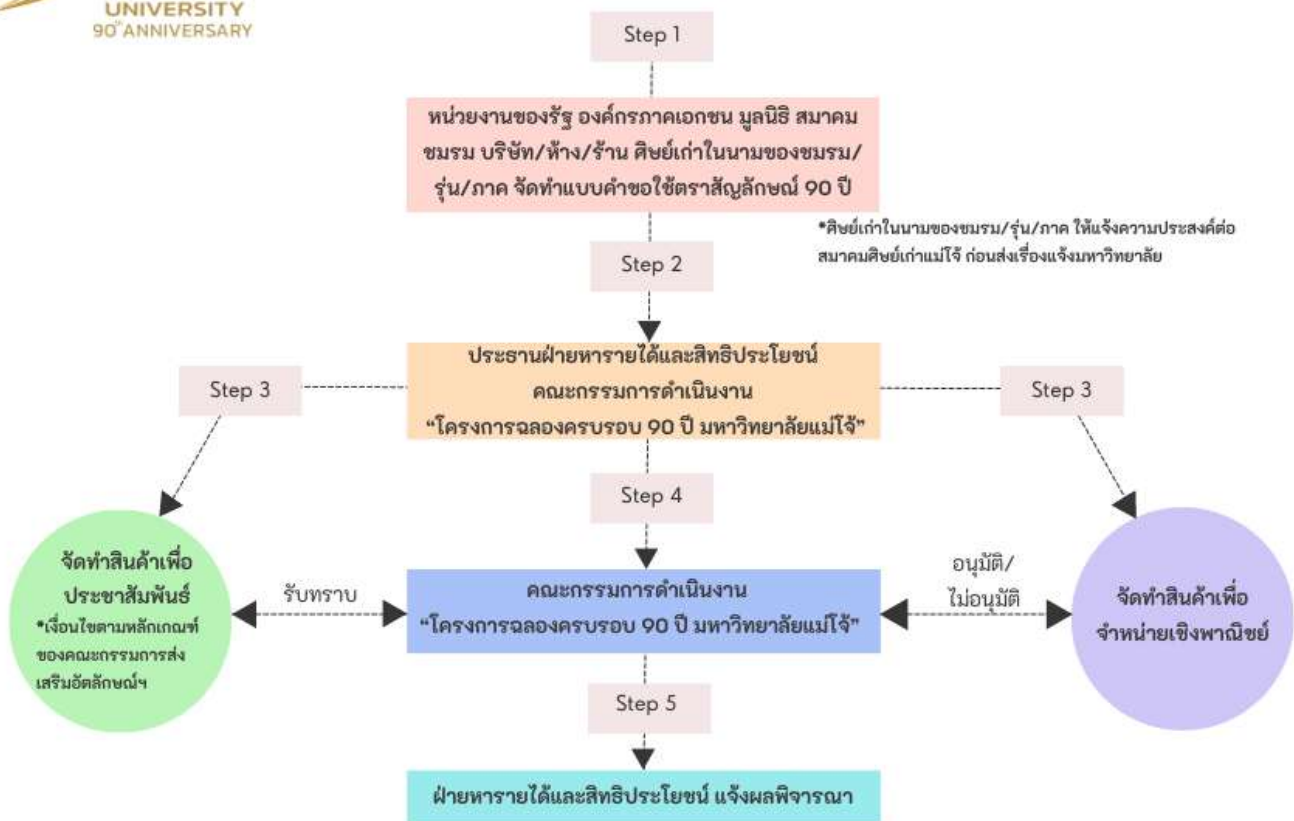 UNIVERSITY
90th ANNIVERSARY
Step 1
หน่วยงานของรัฐ องค์กรภาคเอกชน มูลนิธิ สมาคม
ชมรม บริษัท/ห้าง/ร้าน ศิษย์เก่าในนามของชมรม/
รุ่น/ภาค จัดทำแบบคำขอใช้ตราสัญลักษณ์ 90 ปี
*ศิษย์เก่าในนามของชมรม/รุ่น/ภาค ให้แจ้งความประสงค์ต่อ
สมาคมศิษย์เก่าแม่โจ้ ก่อนส่งเรื่องแจ้งมหาวิทยาลัย
Step 2
ประธานฝ่ายหารายได้และสิทธิประโยชน์
คณะกรรมการดำเนินงาน
“โครงการฉลองครบรอบ 90 ปี มหาวิทยาลัยแม่โจ้”
Step 3
Step 3
Step 4
จัดทำสินค้าเพื่อ
ประชาสัมพันธ์
*เงื่อนไขตามหลักเกณฑ์
ของคณะกรรมการส่ง
เสริมอัตลักษณ์ฯ
รับทราบ
คณะกรรมการดำเนินงาน
“โครงการฉลองครบรอบ 90 ปี มหาวิทยาลัยแม่โจ้”
อนุมัติ/
ไม่อนุมัติ
จัดทำสินค้าเพื่อ
จำหน่ายเชิงพาณิชย์
Step 5
ฝ่ายหารายได้และสิทธิประโยชน์ แจ้งผลพิจารณา